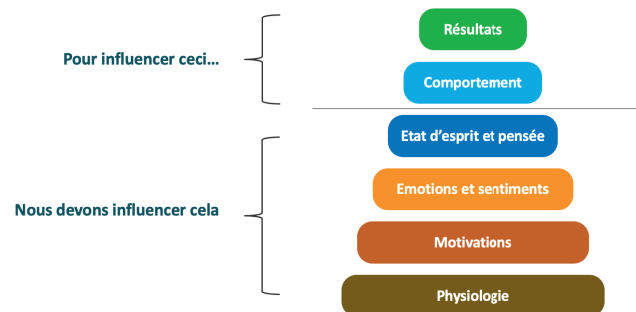 Résultats
Pour influencer ceci...
Comportement
Etat d'esprit et pensée
Emotions et sentiments
Nous devons influencer cela
Motivations
Physiologie